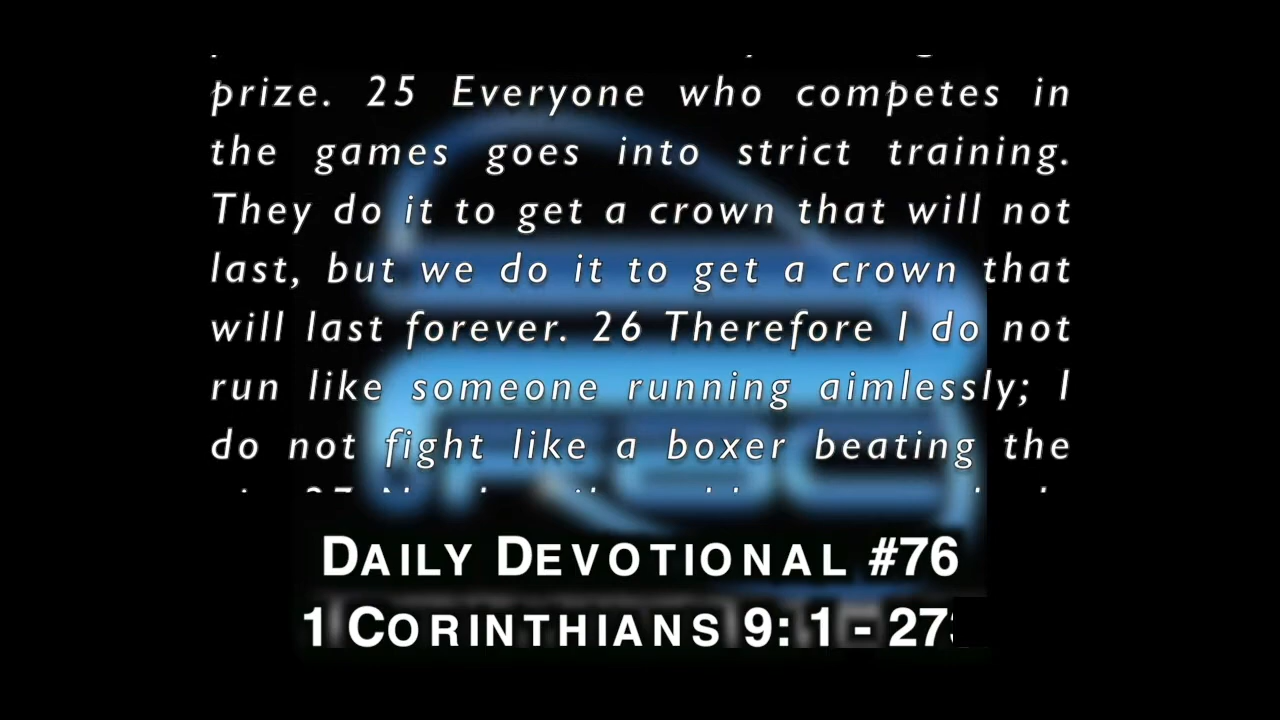 prize. 25 Everyone who competes in
the games goes into strict training.
They do it to get a crown that will not
last, but we do it to get a crown that
will last forever. 26 Therefore I do not
run like someone running aimlessly; I
do not fight like a boxer beating the
DAILY DEVOTIONAL #76
1 CORINTHIANS 9: 1 - 27